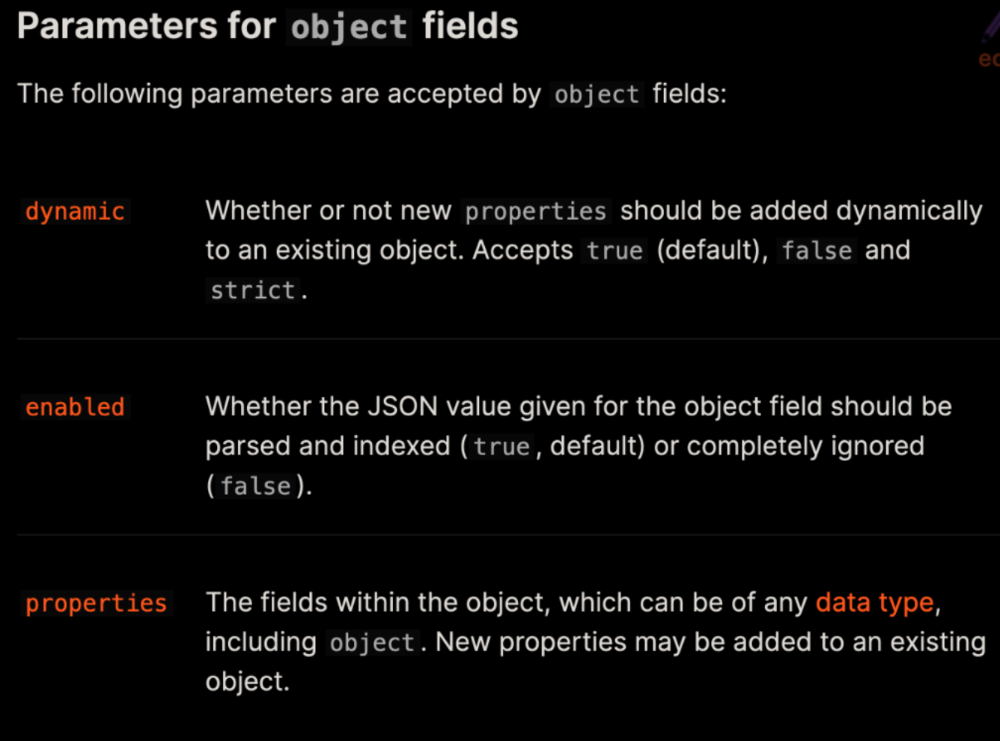 Parameters for object fields
The following parameters are accepted by object fields:
dynamic
Whether or not new properties should be added dynamically
to an existing object. Accepts true (default), false and
strict.
enabled
Whether the JSON value given for the object field should be
parsed and indexed (true, default) or completely ignored
(false).
properties
The fields within the object, which can be of any data type,
including object. New properties may be added to an existing
object.